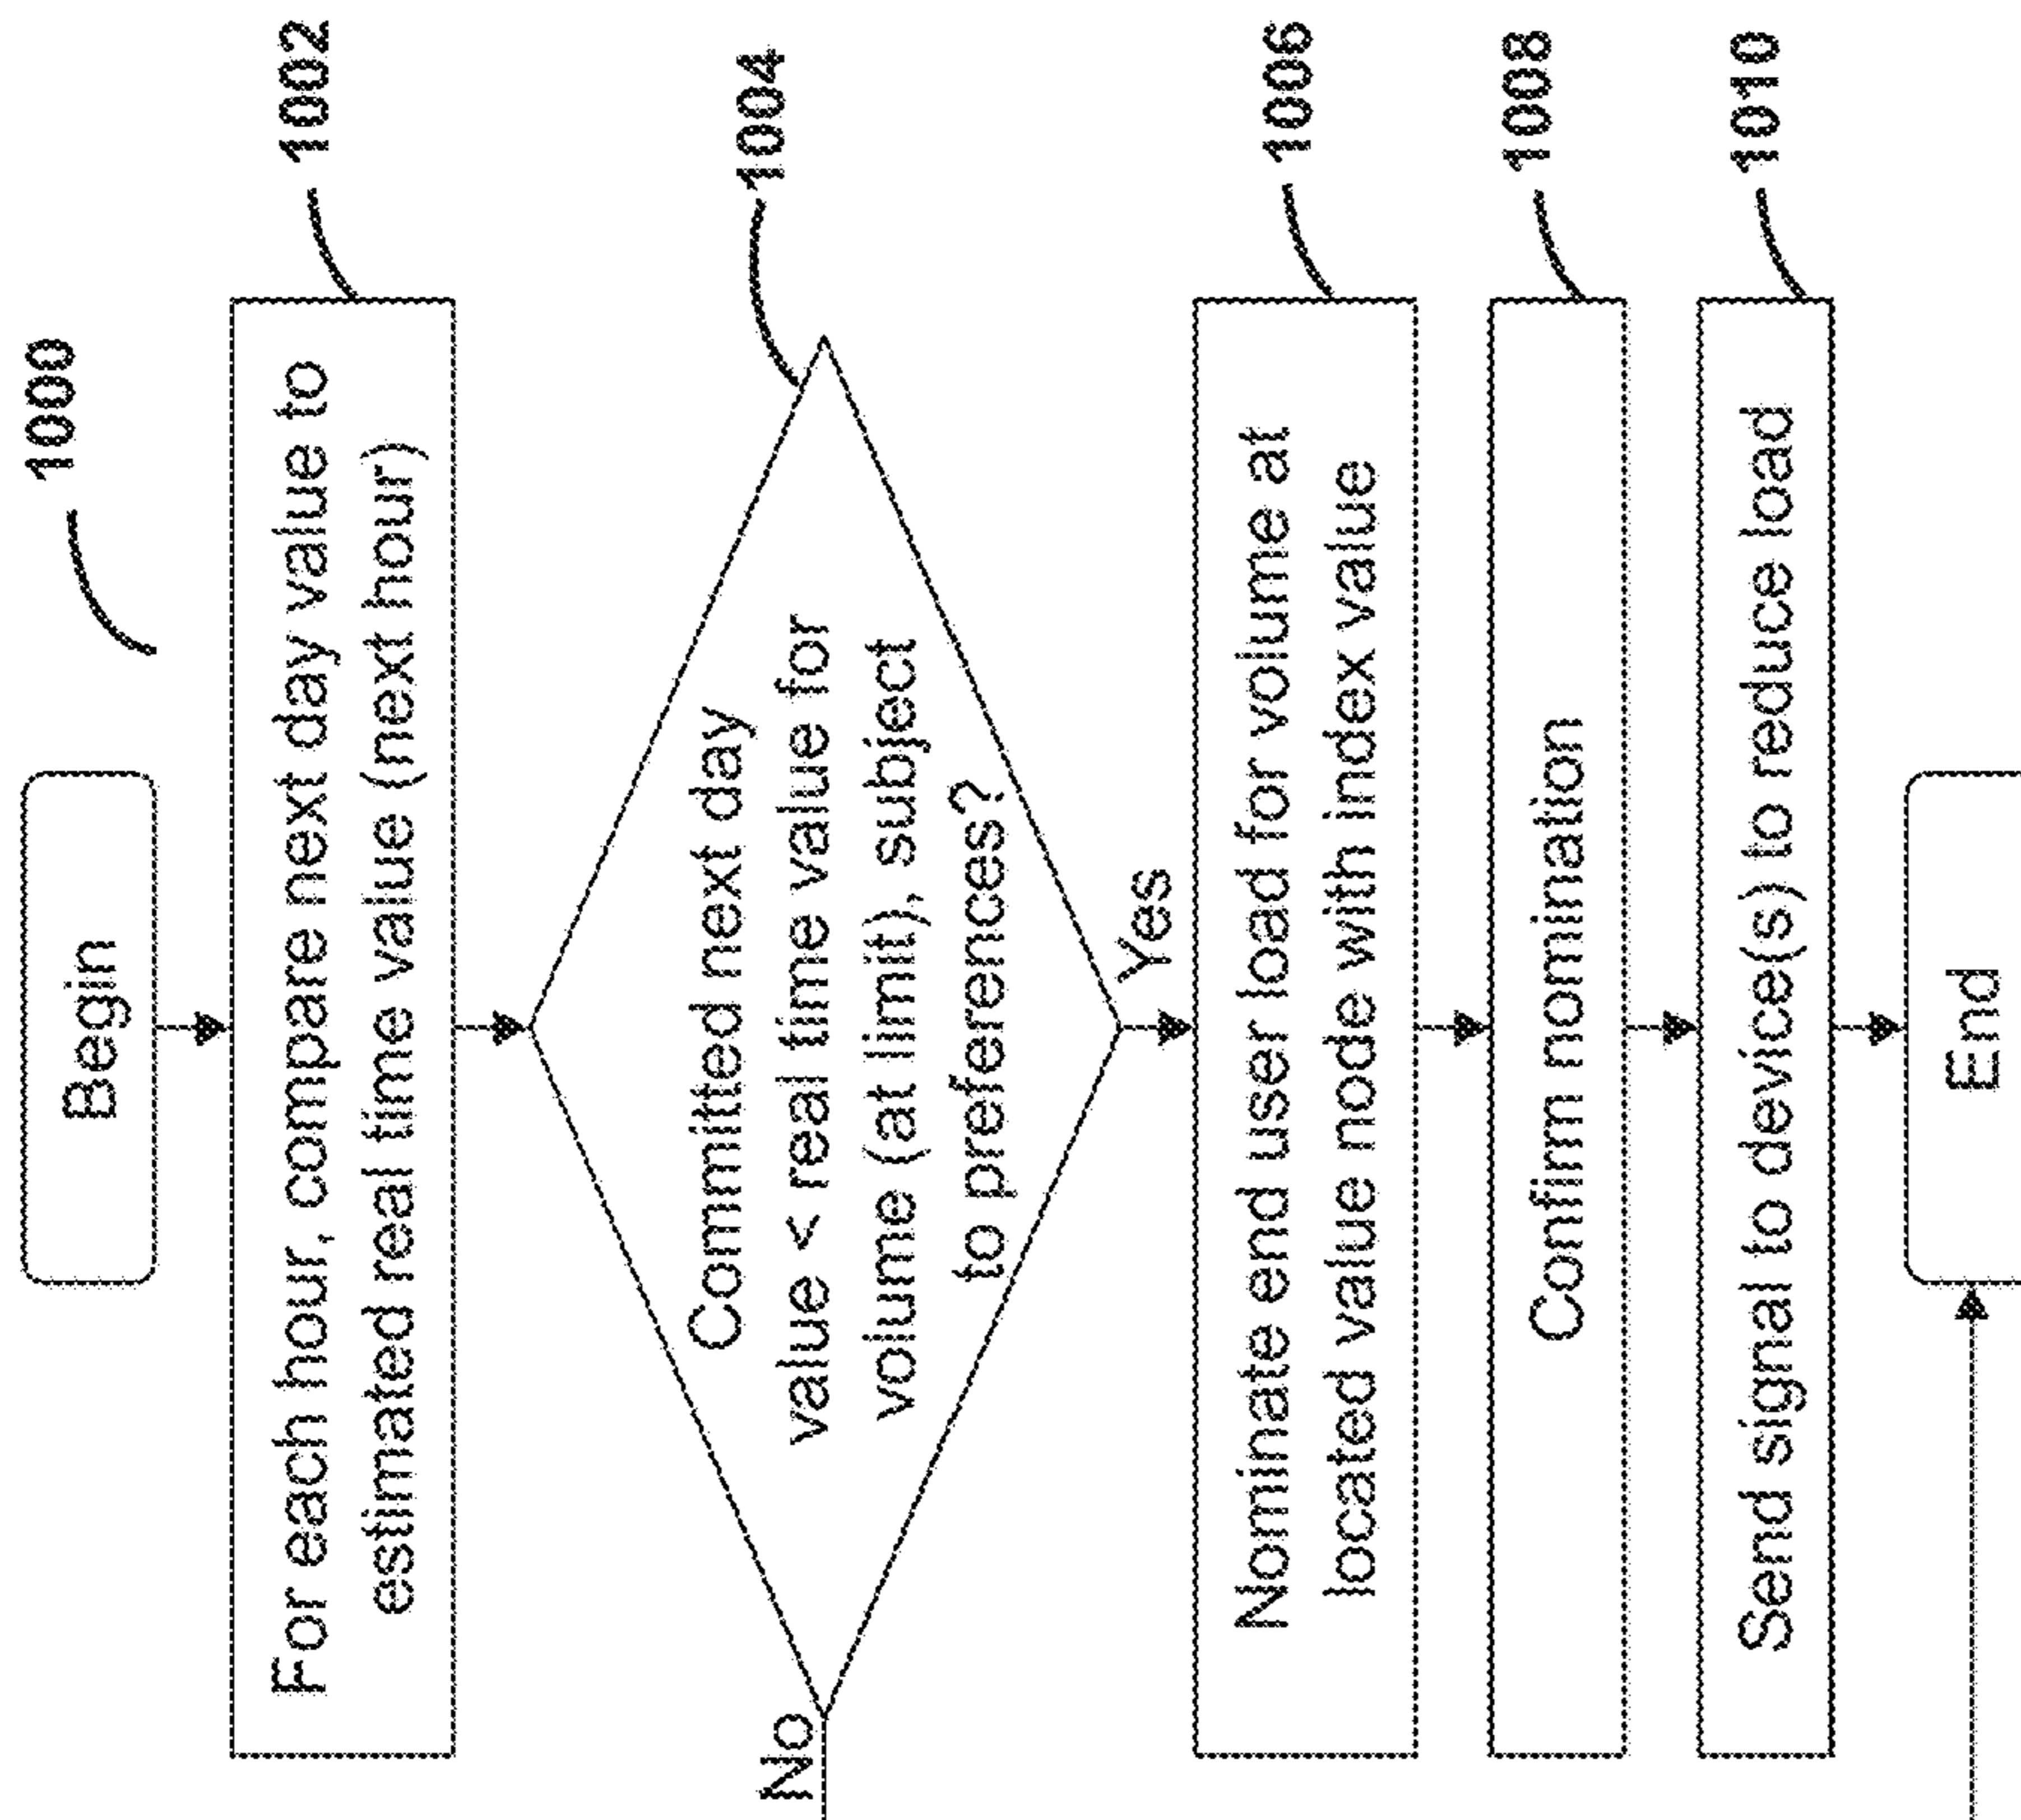 1000
Begin
For each hour, compare next day value to
estimated real time value (next hour)
1002
Committed next day
value < real time value for
volume (at limit), subject
to preferences?
1004
No
Yes
Nominate end user load for volume at
located value node with index value
1006
Confirm nomination
1008
Send signal to device(s) to reduce load
1010
End